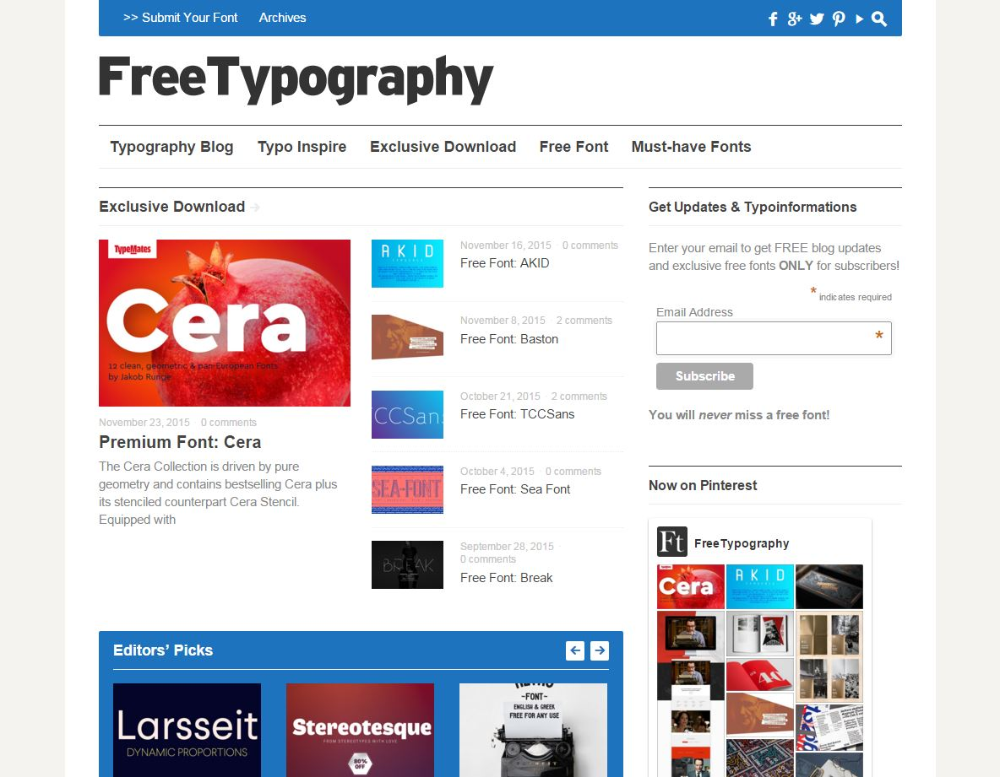 >> Submit Your Font Archives
FreeTypography
Typography Blog Typo Inspire Exclusive Download Free Font Must-have Fonts
Exclusive Download
TypeMates
Cera
12 clean, geometric & pan European Fonts
by Jakob Runge
November 23, 2015 · 0 comments
Premium Font: Cera
The Cera Collection is driven by pure
geometry and contains bestselling Cera plus
its stenciled counterpart Cera Stencil.
Equipped with
AKID
November 16, 2015 · 0 comments
Free Font: AKID
November 8, 2015 · 2 comments
Free Font: Baston
CCSans
October 21, 2015 · 2 comments
Free Font: TCCSans
SEA-FONT
October 4, 2015 · 0 comments
Free Font: Sea Font
BREAK
September 28, 2015 ·
0 comments
Free Font: Break
Get Updates & Typoinformations
Enter your email to get FREE blog updates
and exclusive free fonts ONLY for subscribers!
* indicates required
Email Address
*
Subscribe
You will never miss a free font!
Now on Pinterest
Ft
FreeTypography
Cera
AKID
40
Editors’ Picks
Larsseit
DYNAMIC PROPORTIONS
Stereotesque
FROM STEREOTYPES WITH LOVE
80%
OFF
RETRO
~FONT~
ENGLISH & GREEK
FREE FOR ANY USE